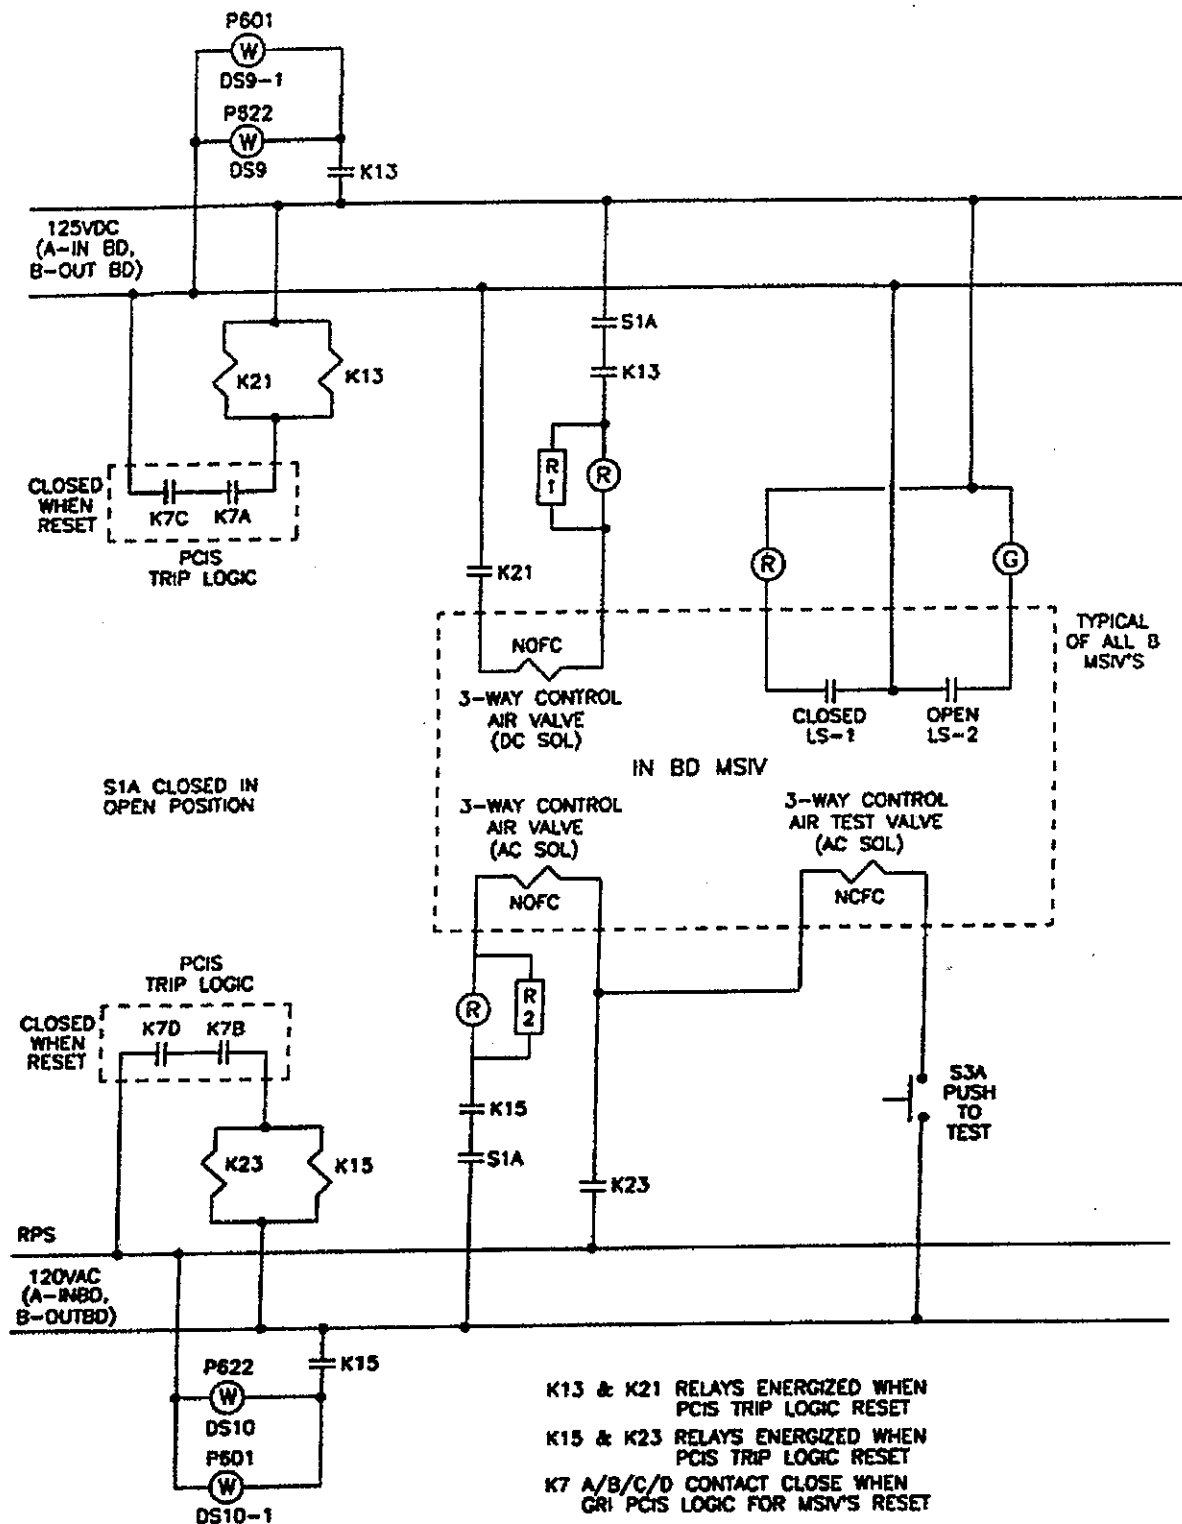 P601
W
DS9-1
P622
W
DS9
K13
125VDC
(A-IN BD,
B-OUT BD)
S1A
K13
K21
K13
CLOSED
WHEN
RESET
K7C
K7A
PCIS
TRIP LOGIC
R
1
R
K21
R
G
TYPICAL
OF ALL 8
MSIV'S
NOFC
3-WAY CONTROL
AIR VALVE
(DC SOL)
CLOSED
LS-1
OPEN
LS-2
IN BD MSIV
S1A CLOSED IN
OPEN POSITION
3-WAY CONTROL
AIR VALVE
(AC SOL)
NOFC
3-WAY CONTROL
AIR TEST VALVE
(AC SOL)
NCFC
PCIS
TRIP LOGIC
CLOSED
WHEN
RESET
K7D
K7B
R
R
2
K15
S1A
S3A
PUSH
TO
TEST
K23
K15
K23
RPS
120VAC
(A-INBD,
B-OUTBD)
K15
P622
W
DS10
P601
W
DS10-1
K13 & K21 RELAYS ENERGIZED WHEN
PCIS TRIP LOGIC RESET
K15 & K23 RELAYS ENERGIZED WHEN
PCIS TRIP LOGIC RESET
K7 A/B/C/D CONTACT CLOSE WHEN
GRI PCIS LOGIC FOR MSIV'S RESET